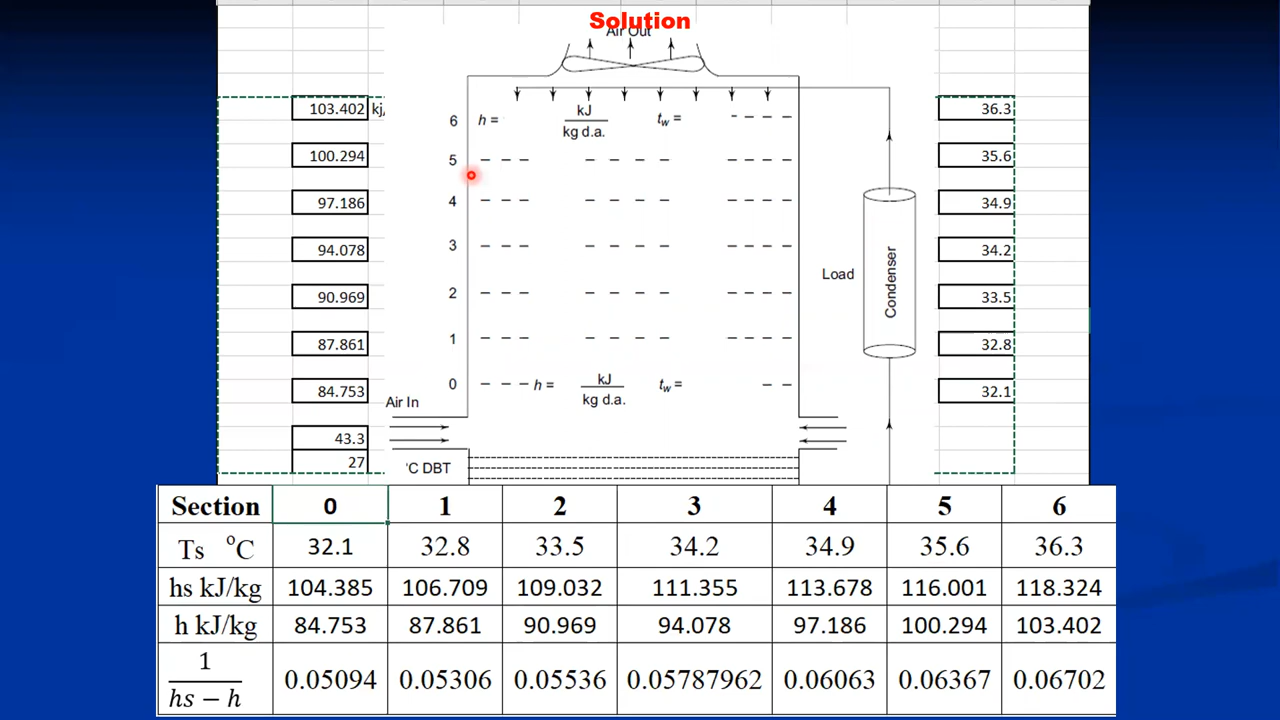 Solution
Air Out
103.402 kj/
36.3
6 h = kJ/kg d.a. tw =
100.294
5
35.6
97.186
4
34.9
94.078
3
34.2
Load
Condenser
90.969
2
33.5
87.861
1
32.8
84.753
0 h = kJ/kg d.a. tw =
32.1
Air In
43.3
27
°C DBT
Section 0 1 2 3 4 5 6
Ts °C 32.1 32.8 33.5 34.2 34.9 35.6 36.3
hs kJ/kg 104.385 106.709 109.032 111.355 113.678 116.001 118.324
h kJ/kg 84.753 87.861 90.969 94.078 97.186 100.294 103.402
1/(hs − h) 0.05094 0.05306 0.05536 0.05787962 0.06063 0.06367 0.06702